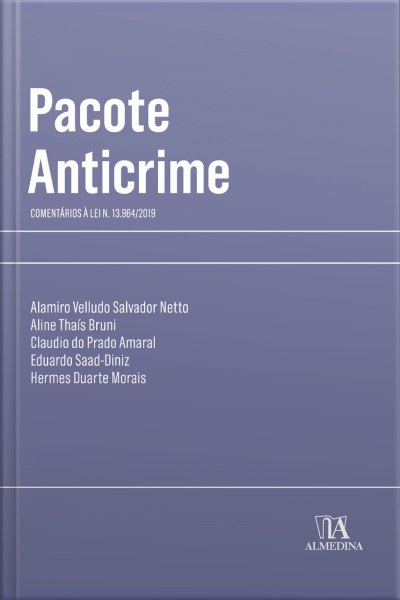 Pacote
Anticrime
COMENTÁRIOS À LEI N. 13.964/2019
Alamiro Velludo Salvador Netto
Aline Thaís Bruni
Claudio do Prado Amaral
Eduardo Saad-Diniz
Hermes Duarte Morais
ALMEDINA